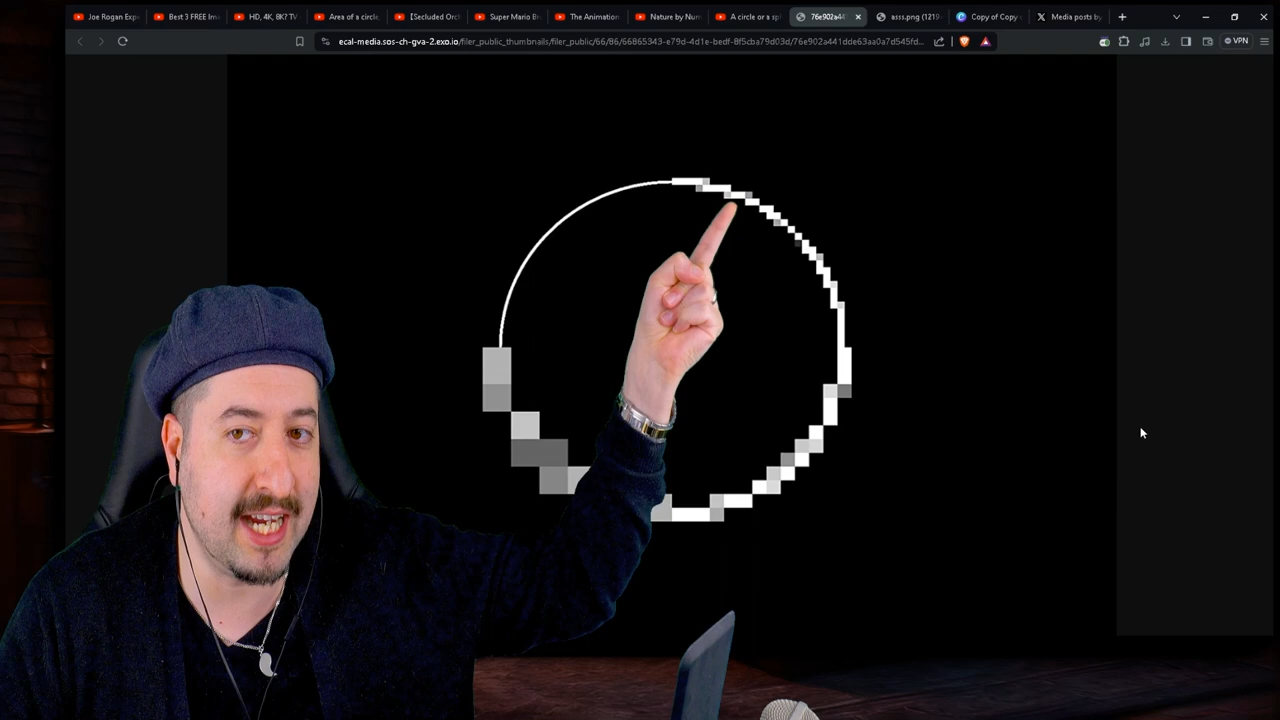 Joe Rogan Exp
Best 3 FREE Im
HD, 4K, 8K? TV
Area of a circle,
【Secluded Orc
Super Mario Br
The Animation
Nature by Num
A circle or a sp
76e902a44
asss.png (1219
Copy of Copy
Media posts by
ecal-media.sos-ch-gva-2.exo.io/filer_public_thumbnails/filer_public/66/86/66865343-e79d-4d1e-bedf-8f5cba79d03d/76e902a441dde63aa0a7d545fd...
VPN